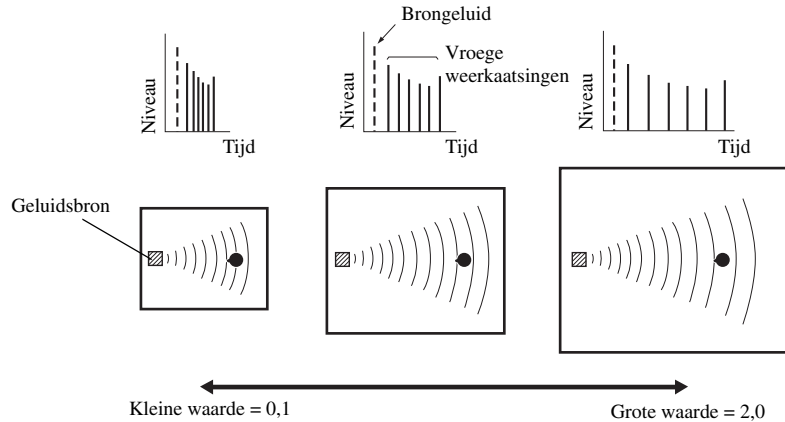 Brongeluid
Vroege
weerkaatsingen
Niveau
Tijd
Niveau
Tijd
Niveau
Tijd
Geluidsbron
Kleine waarde = 0,1
Grote waarde = 2,0